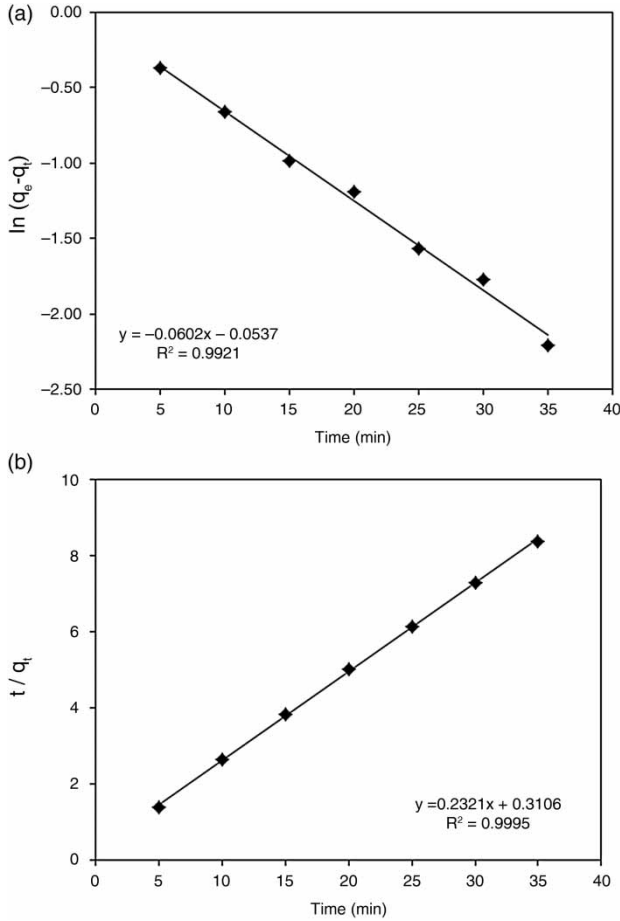 (a)
0.00
−0.50
−1.00
−1.50
−2.00
−2.50
ln (qe-qt)
y = −0.0602x − 0.0537
R² = 0.9921
0 5 10 15 20 25 30 35 40
Time (min)
(b)
10
8
6
4
2
0
t / qt
y =0.2321x + 0.3106
R² = 0.9995
0 5 10 15 20 25 30 35 40
Time (min)